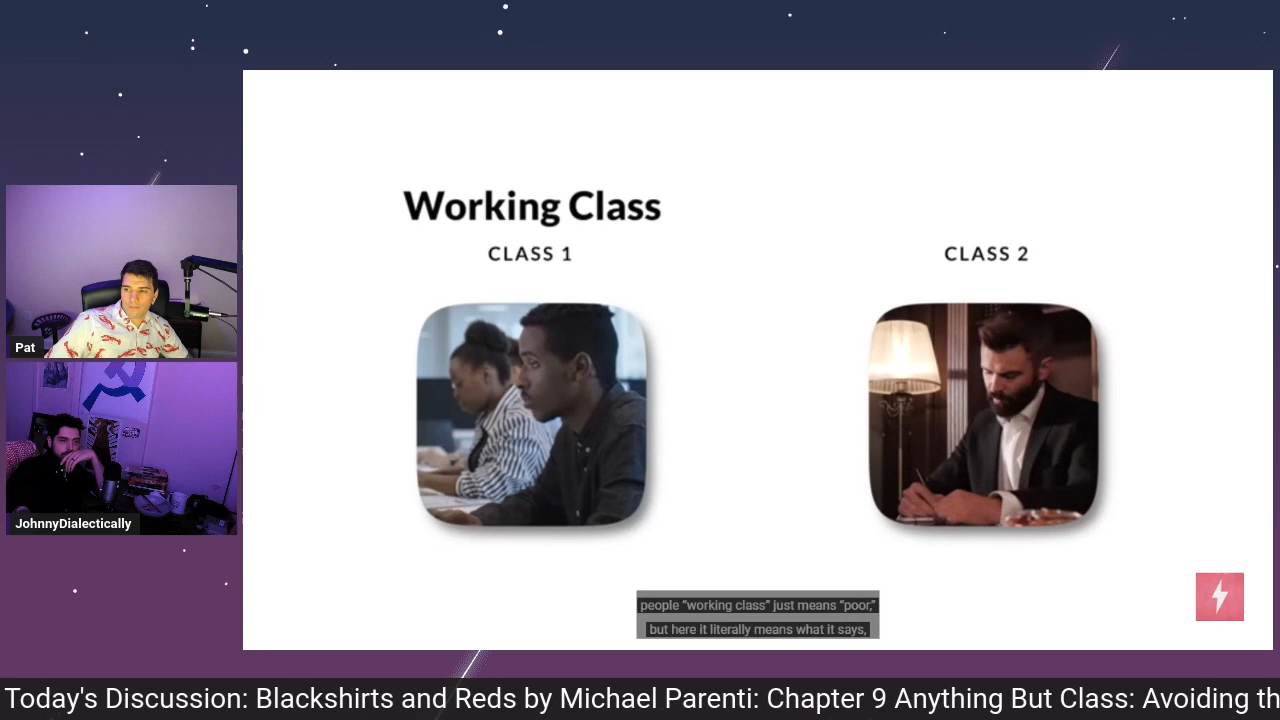 Working Class
CLASS 1
CLASS 2
Pat
JohnnyDialectically
people “working class” just means “poor,”
but here it literally means what it says,
Today's Discussion: Blackshirts and Reds by Michael Parenti: Chapter 9 Anything But Class: Avoiding th